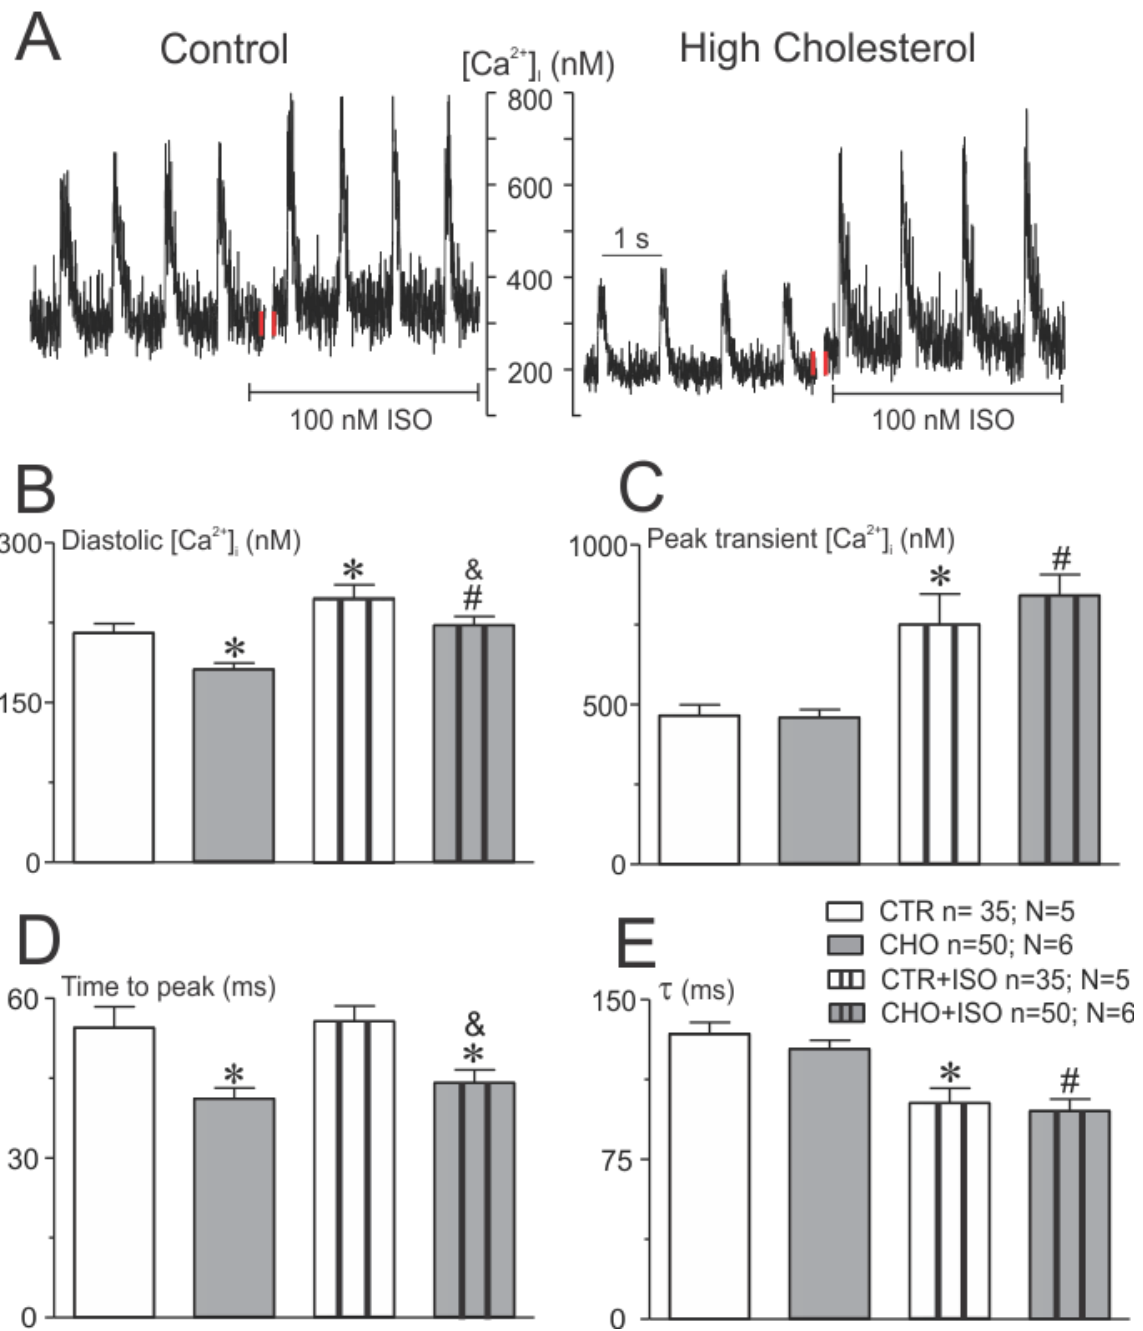 A
Control
[Ca²⁺]ᵢ (nM)
High Cholesterol
800
600
400
200
1 s
100 nM ISO
100 nM ISO
B
Diastolic [Ca²⁺]ᵢ (nM)
300
150
0
*
*
&
#
C
Peak transient [Ca²⁺]ᵢ (nM)
1000
500
0
*
#
D
Time to peak (ms)
60
30
0
*
&
*
E
CTR n= 35; N=5
CHO n=50; N=6
CTR+ISO n=35; N=5
CHO+ISO n=50; N=6
τ (ms)
150
75
0
*
#